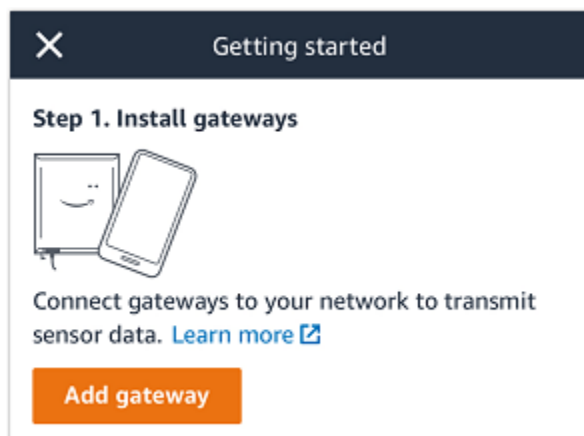 Getting started
Step 1. Install gateways
Connect gateways to your network to transmit
sensor data. Learn more
Add gateway